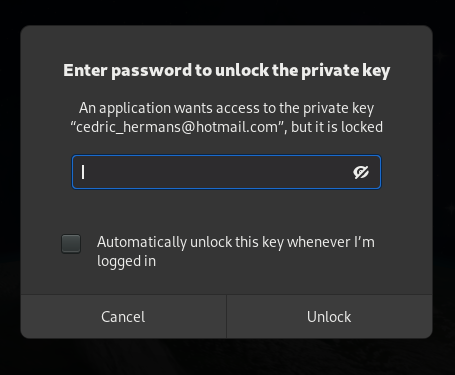 Enter password to unlock the private key
An application wants access to the private key
“cedric_hermans@hotmail.com”, but it is locked
Automatically unlock this key whenever I’m
logged in
Cancel
Unlock